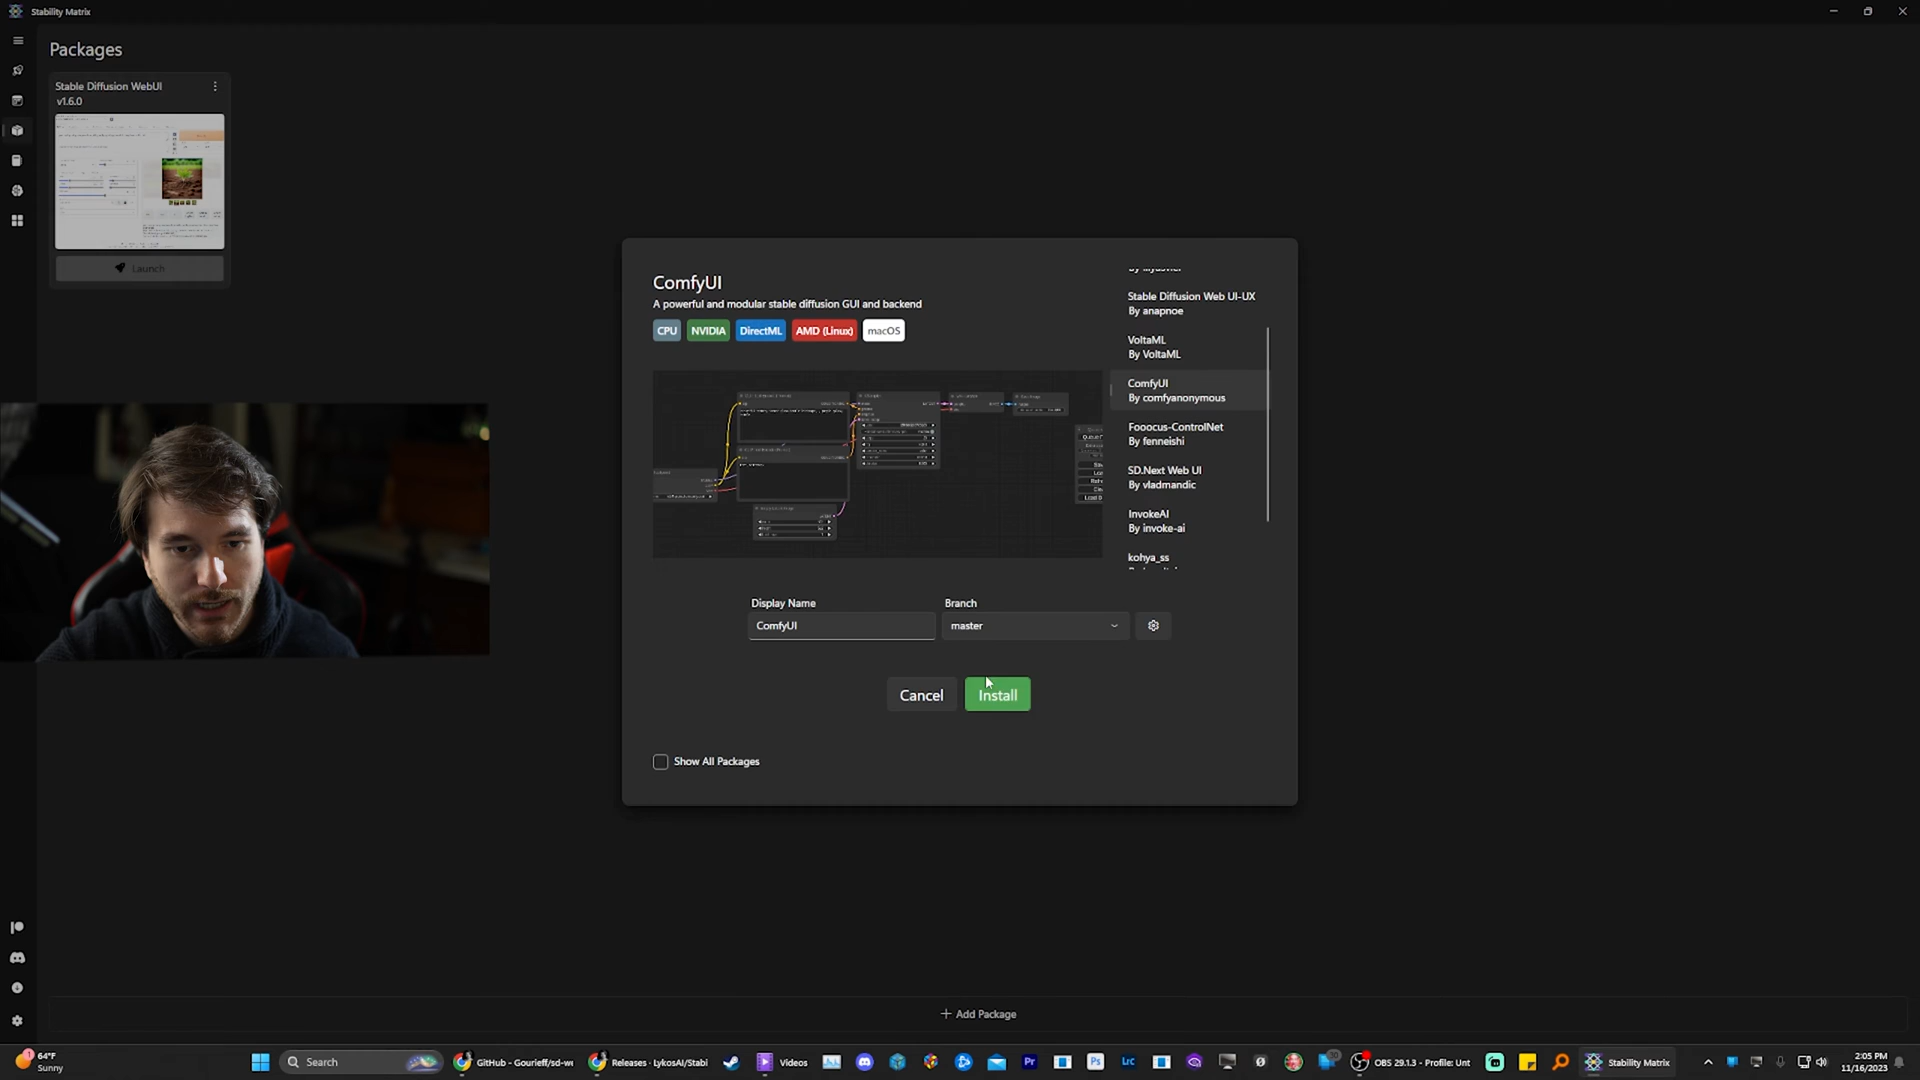 Stability Matrix
Packages
Stable Diffusion WebUI
v1.6.0
Launch
ComfyUI
A powerful and modular stable diffusion GUI and backend
CPU
NVIDIA
DirectML
AMD (Linux)
macOS
Stable Diffusion Web UI-UX
By anapnoe
VoltaML
By VoltaML
ComfyUI
By comfyanonymous
Fooocus-ControlNet
By fenneishi
SD.Next Web UI
By vladmandic
InvokeAI
By invoke-ai
kohya_ss
Display Name
Branch
ComfyUI
master
Cancel
Install
Show All Packages
+ Add Package
64°F
Sunny
Search
GitHub - Gourieff/sd-we
Releases · LykosAI/Stabi
Videos
OBS 29.1.3 - Profile: Unt
Stability Matrix
2:05 PM
11/16/2023